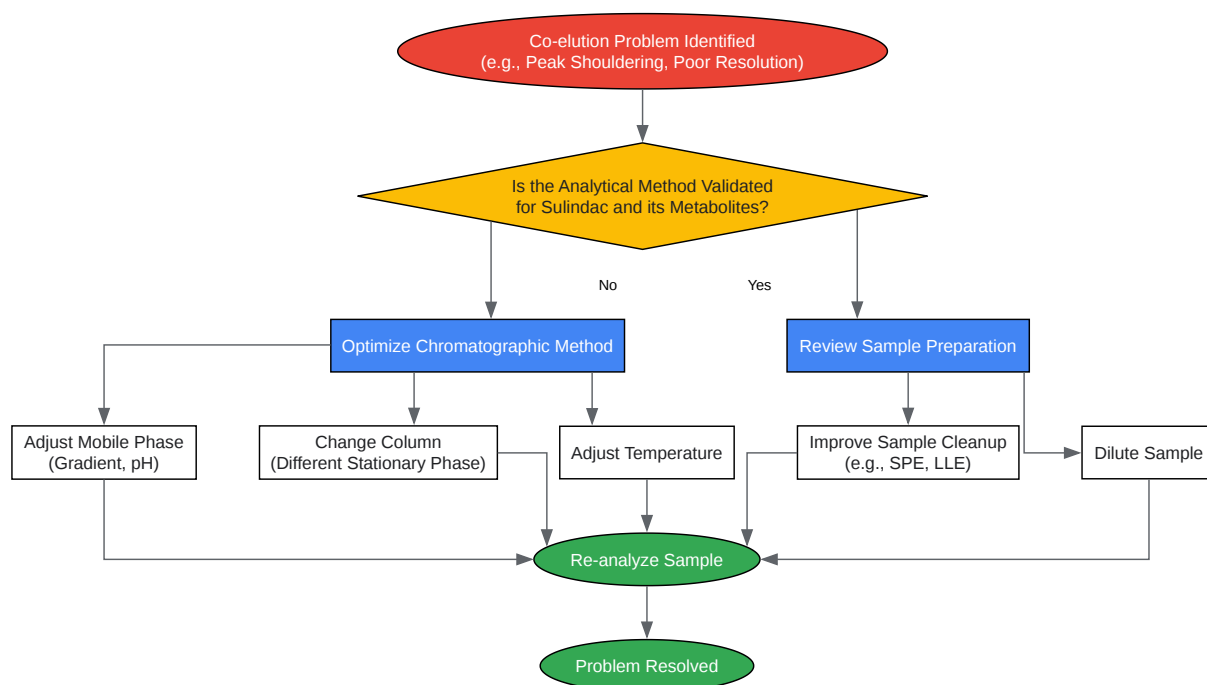 Co-elution Problem Identified
(e.g., Peak Shouldering, Poor Resolution)
Is the Analytical Method Validated
for Sulindac and its Metabolites?
No
Yes
Optimize Chromatographic Method
Review Sample Preparation
Adjust Mobile Phase
(Gradient, pH)
Change Column
(Different Stationary Phase)
Adjust Temperature
Improve Sample Cleanup
(e.g., SPE, LLE)
Dilute Sample
Re-analyze Sample
Problem Resolved